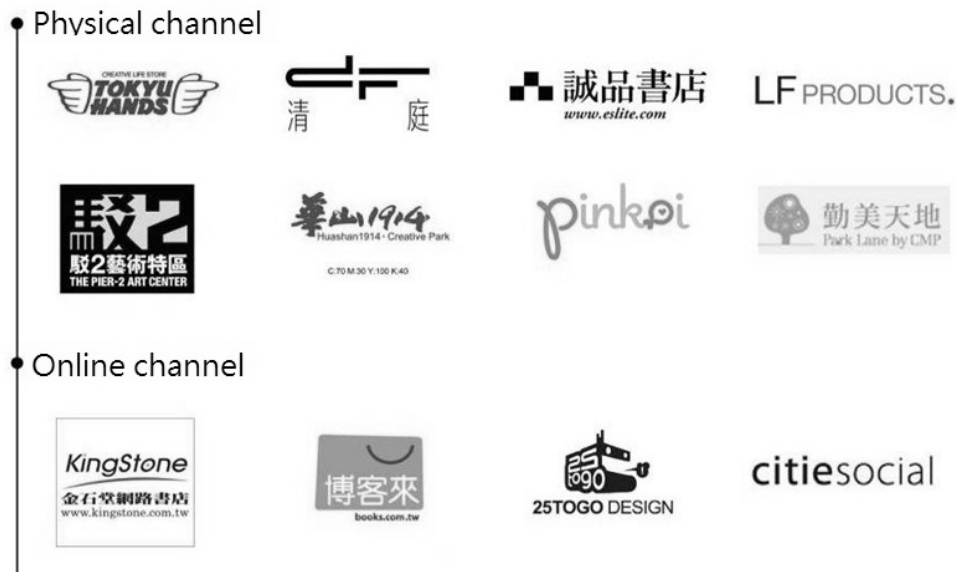 Physical channel
CREATIVE LIFE STORE
TOKYU
HANDS
清 庭
誠品書店
www.eslite.com
LF PRODUCTS.
駁2
駁2藝術特區
THE PIER-2 ART CENTER
華山1914
Huashan1914・Creative Park
C:70 M:30 Y:100 K:40
pinkoi
勤美天地
Park Lane by CMP
Online channel
KingStone
金石堂網路書店
www.kingstone.com.tw
博客來
books.com.tw
25
togo
25TOGO DESIGN
citiesocial